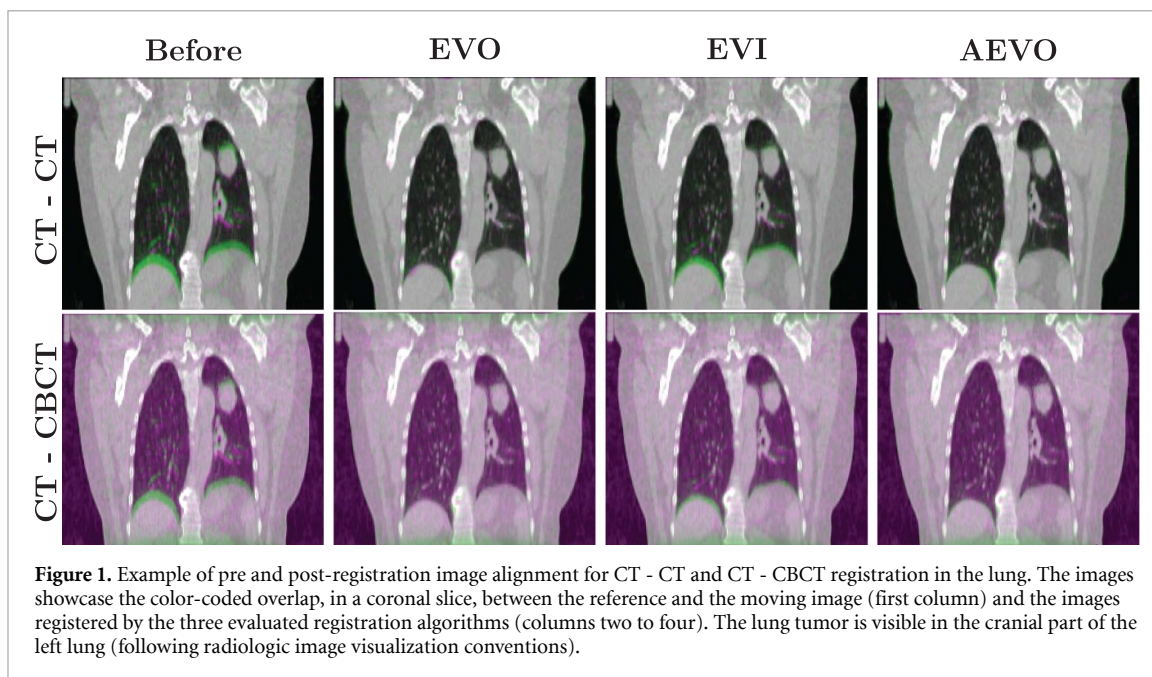 Before EVO EVI AEVO
CT - CT
CT - CBCT
Figure 1. Example of pre and post-registration image alignment for CT - CT and CT - CBCT registration in the lung. The images
showcase the color-coded overlap, in a coronal slice, between the reference and the moving image (first column) and the images
registered by the three evaluated registration algorithms (columns two to four). The lung tumor is visible in the cranial part of the
left lung (following radiologic image visualization conventions).